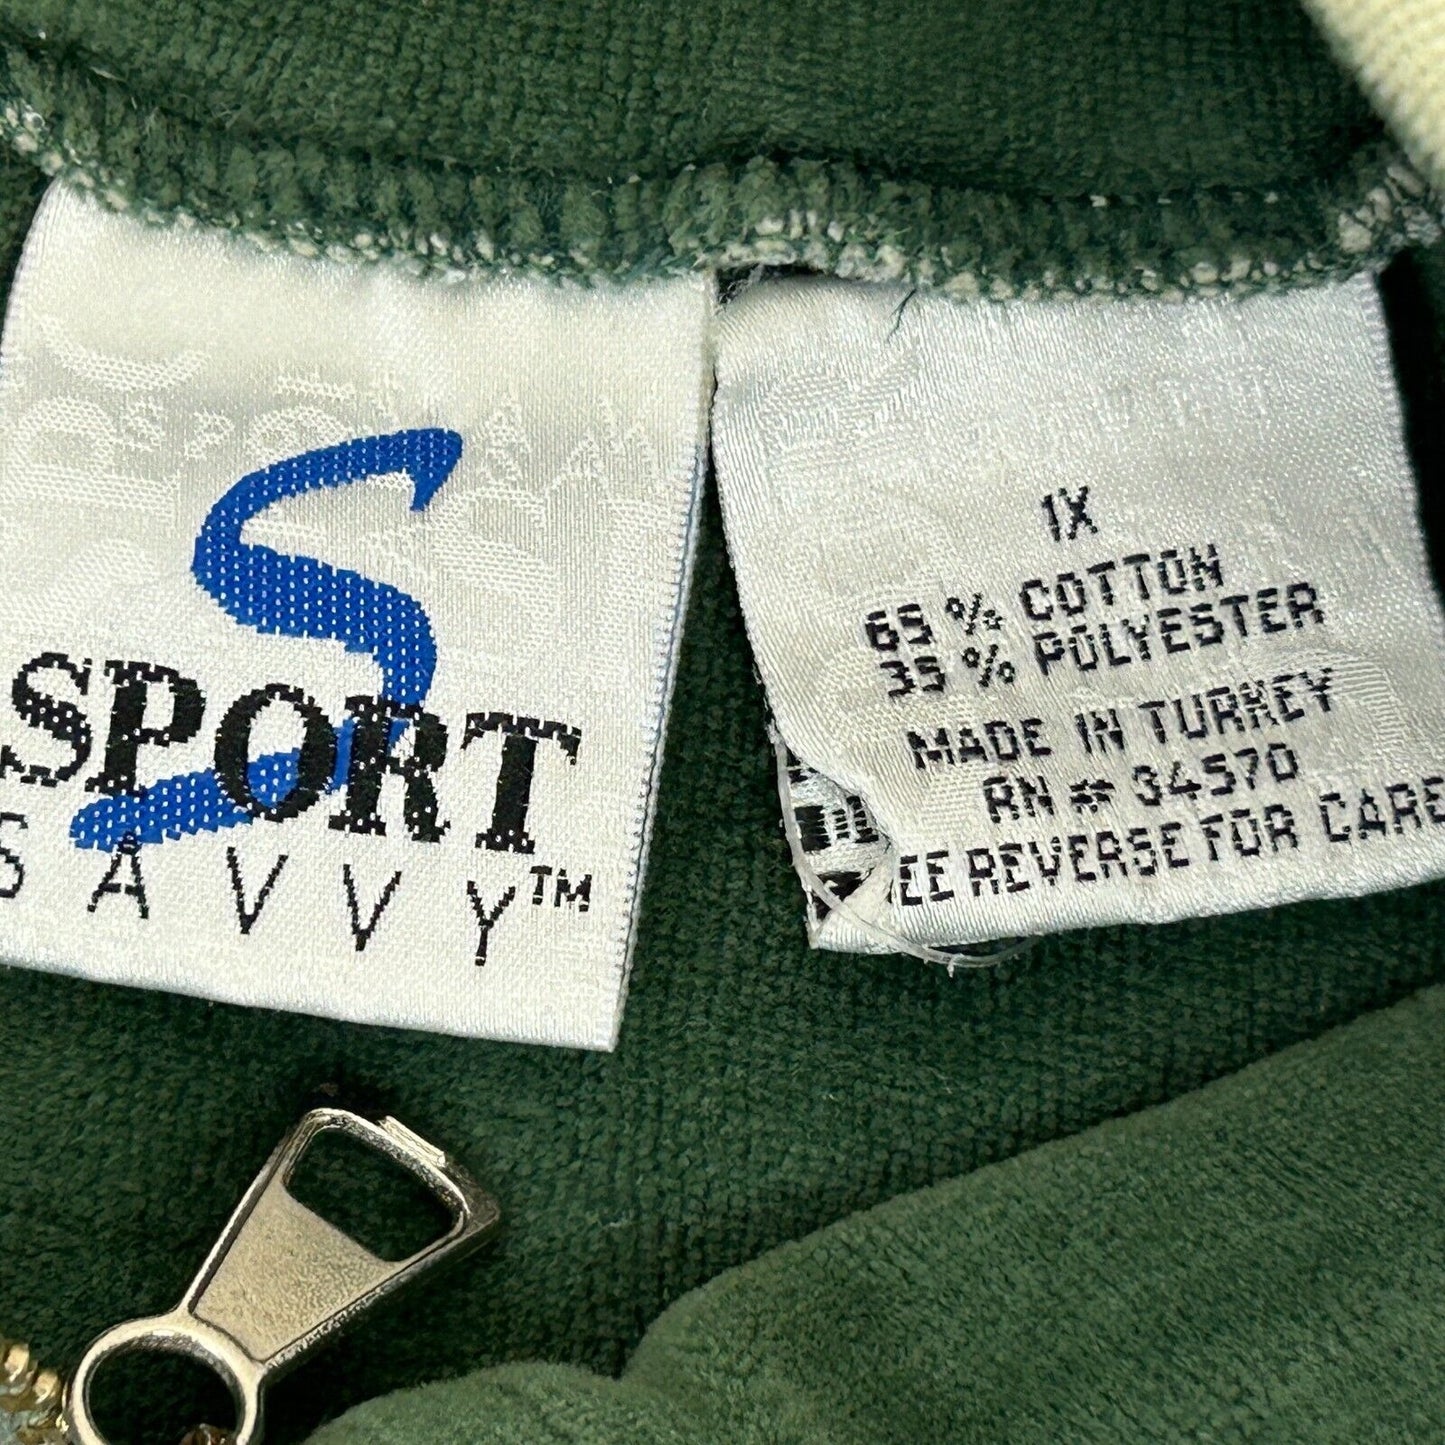 SPORT
SAVVY™
1X
65 % COTTON
35 % POLYESTER
MADE IN TURKEY
RN # 34570
EE REVERSE FOR CARE